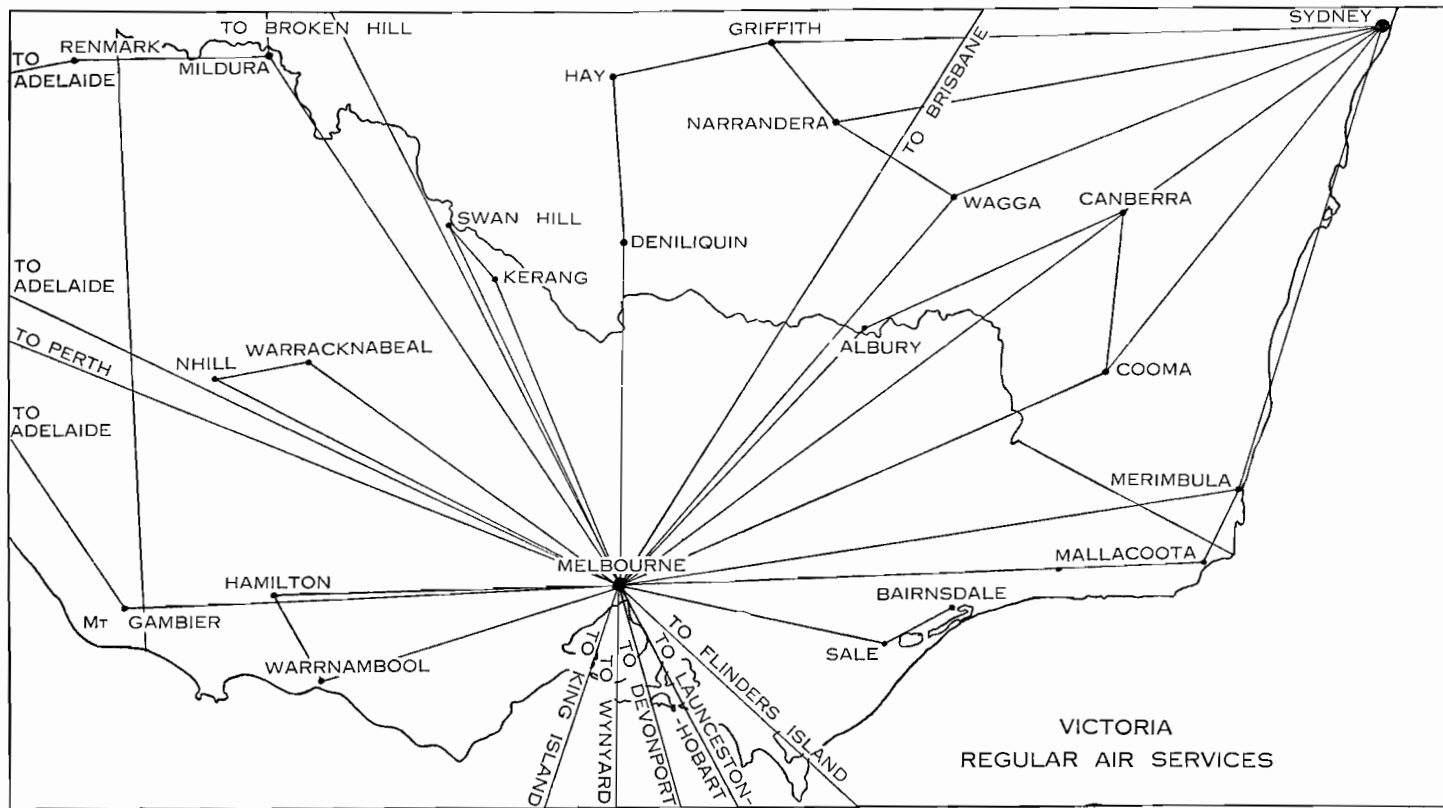 TO BROKEN HILL
SYDNEY
GRIFFITH
RENMARK
TO
ADELAIDE
MILDURA
HAY
NARRANDERA
TO BRISBANE
WAGGA
CANBERRA
SWAN HILL
DENILIQUIN
KERANG
TO
ADELAIDE
TO PERTH
NHILL
WARRACKNABEAL
ALBURY
COOMA
TO
ADELAIDE
MERIMBULA
MELBOURNE
MALLACOOTA
HAMILTON
BAIRNSDALE
MT GAMBIER
SALE
WARRNAMBOOL
TO KING ISLAND
TO WYNYARD
TO DEVONPORT
TO LAUNCESTON-
-HOBART
TO FLINDERS ISLAND
VICTORIA
REGULAR AIR SERVICES